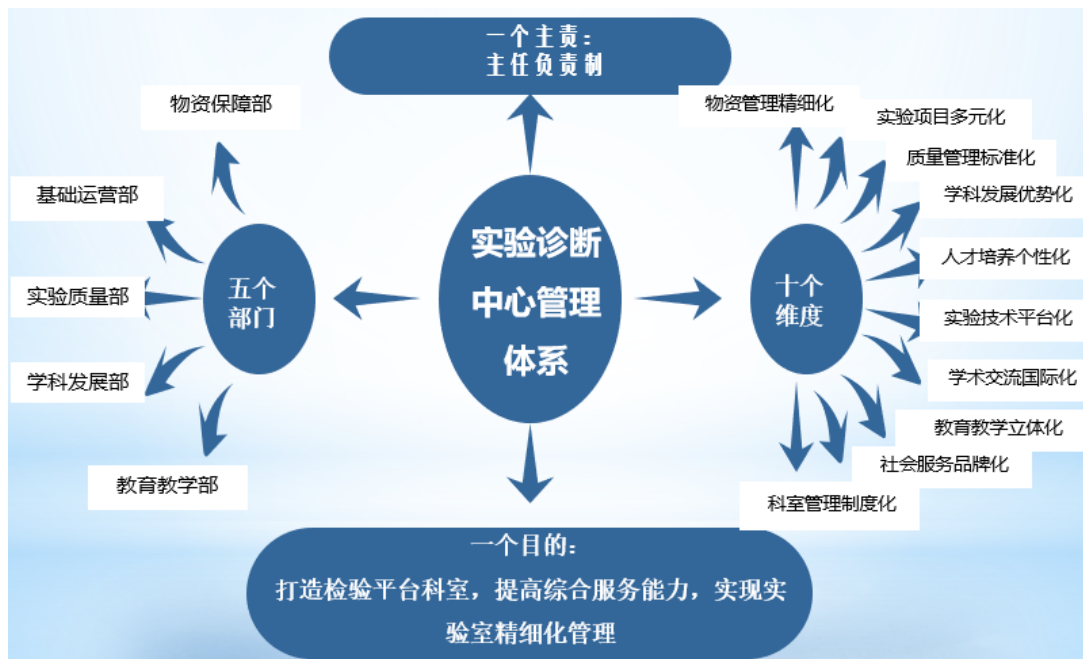 一个主责：
主任负责制
物资保障部
基础运营部
实验质量部
学科发展部
教育教学部
五个
部门
实验诊断
中心管理
体系
十个
维度
物资管理精细化
实验项目多元化
质量管理标准化
学科发展优势化
人才培养个性化
实验技术平台化
学术交流国际化
教育教学立体化
社会服务品牌化
科室管理制度化
一个目的：
打造检验平台科室，提高综合服务能力，实现实
验室精细化管理